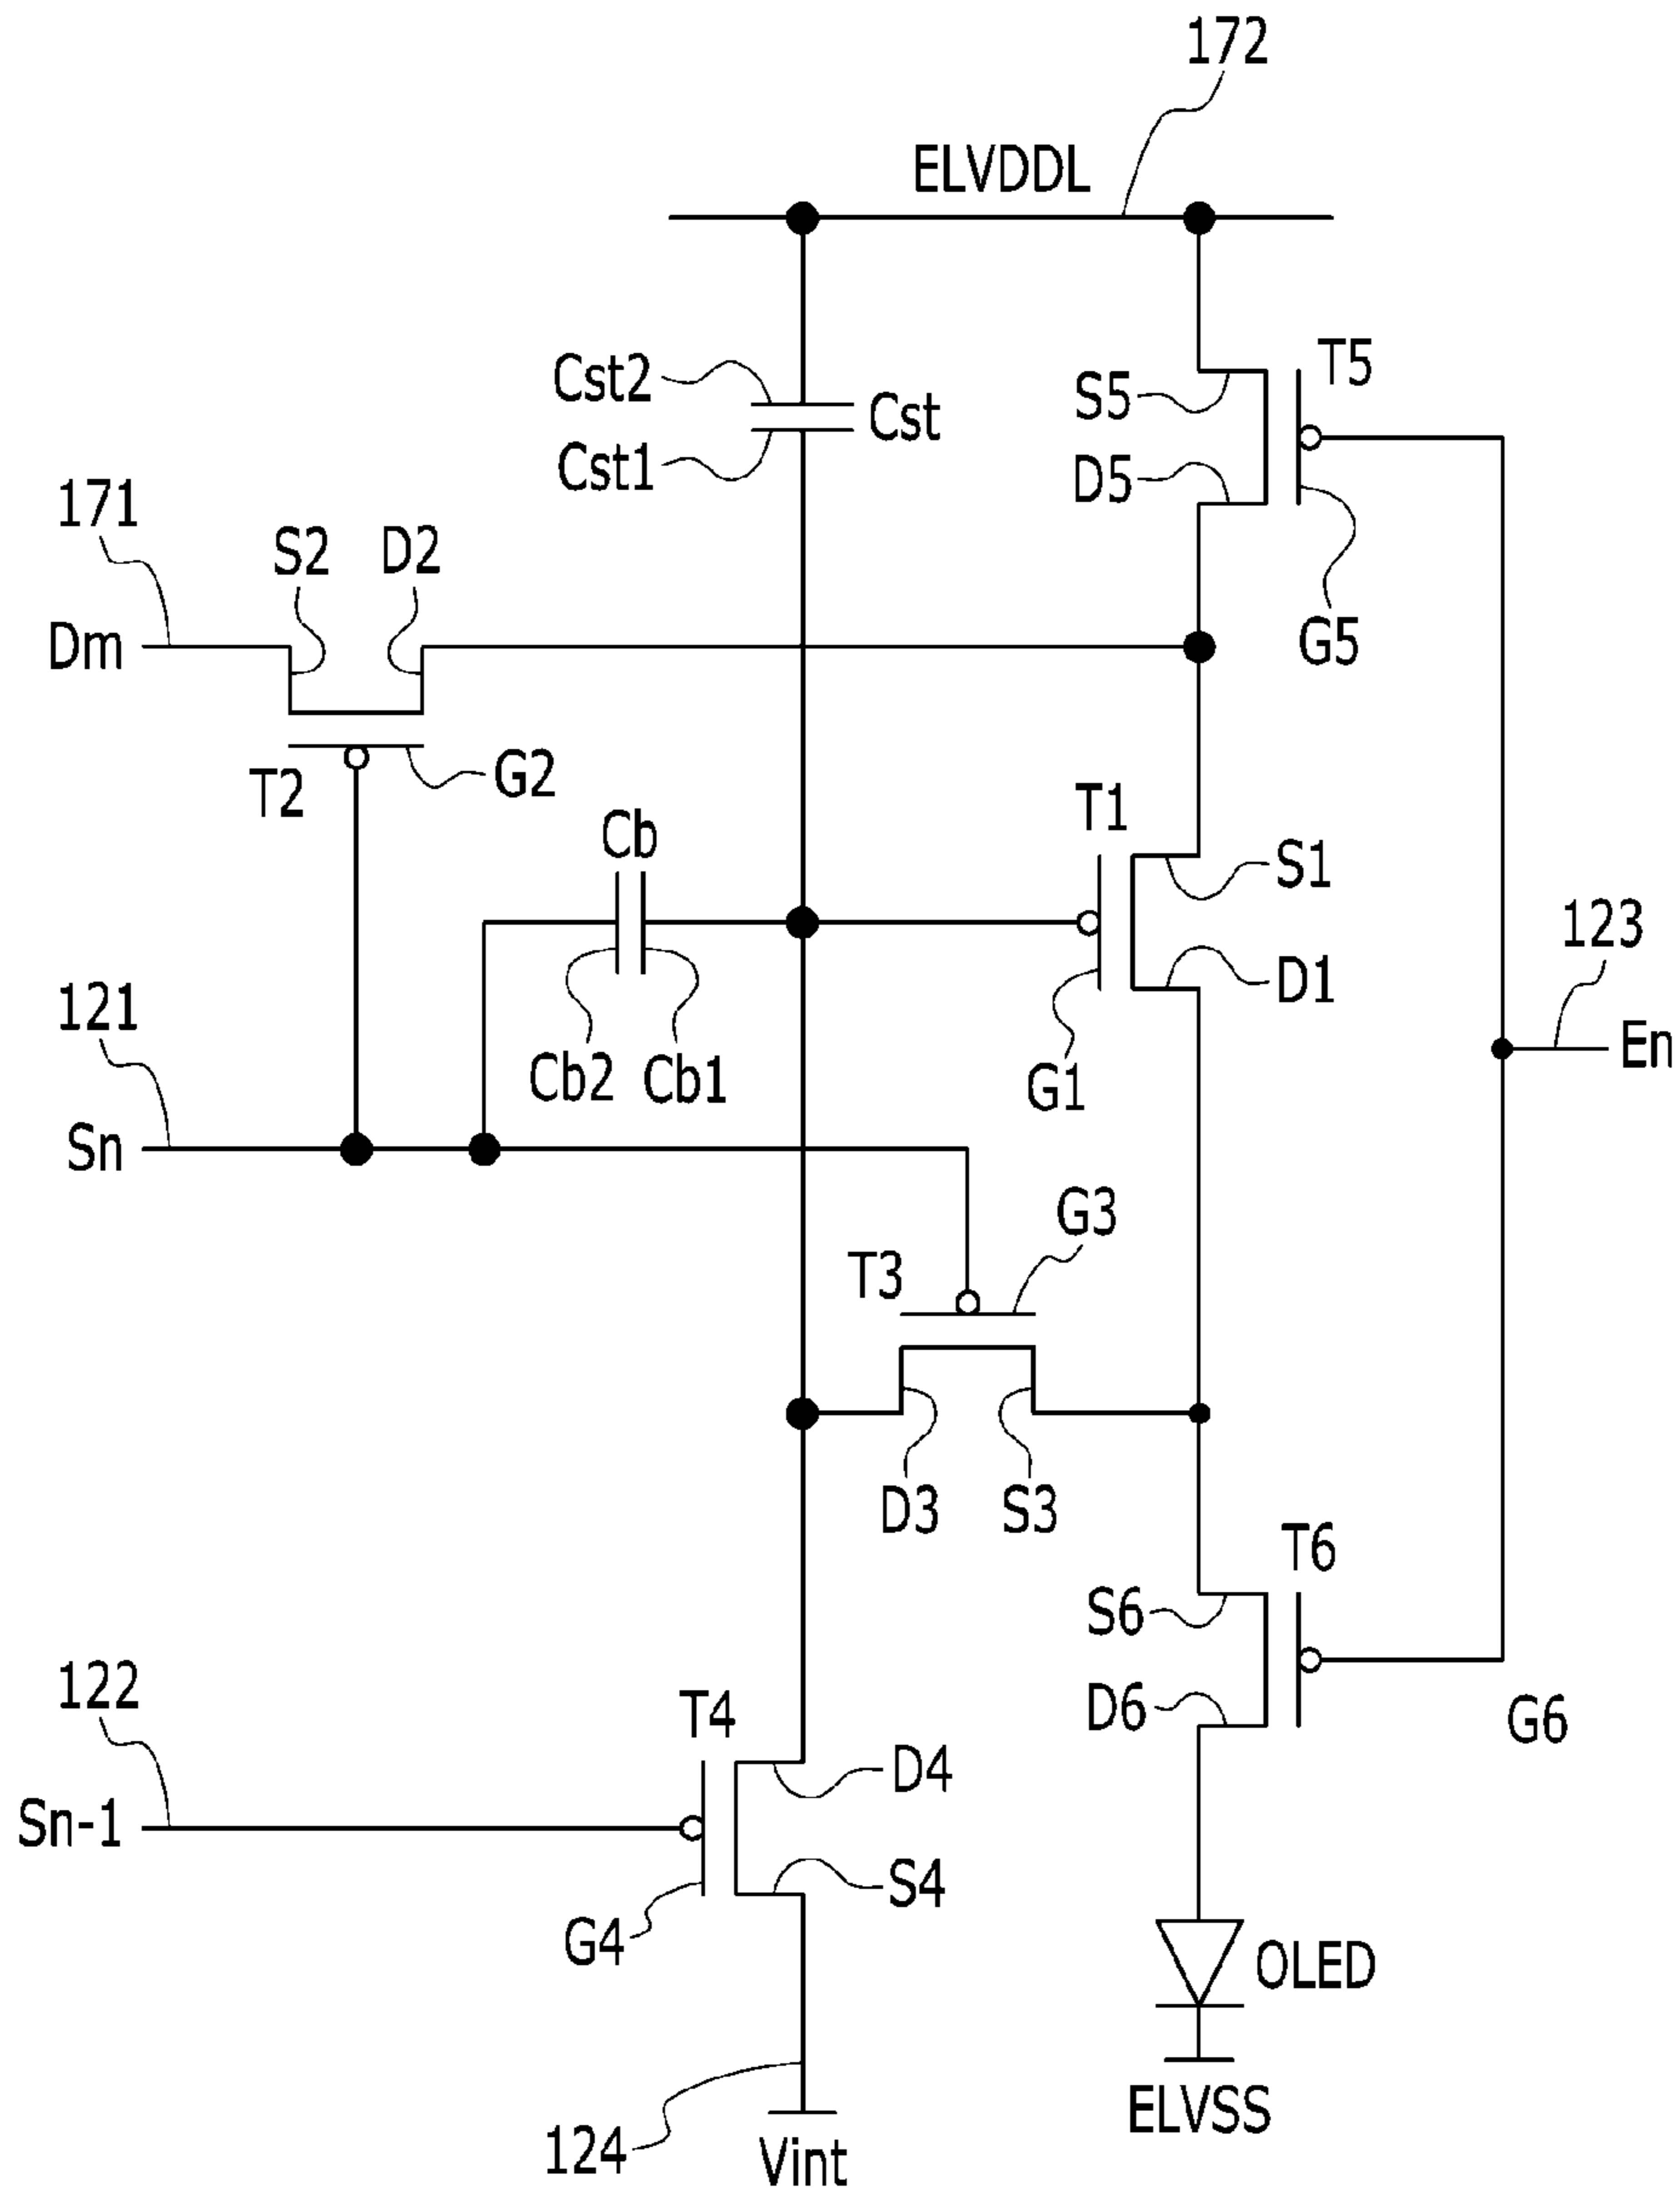 172
ELVDDL
T5
Cst2
S5
Cst
Cst1
D5
171
S2
D2
Dm
G5
T2
G2
Cb
T1
S1
123
121
D1
Cb2
Cb1
G1
En
Sn
G3
T3
D3
S3
T6
S6
122
T4
D6
G6
D4
Sn-1
S4
G4
OLED
ELVSS
124
Vint